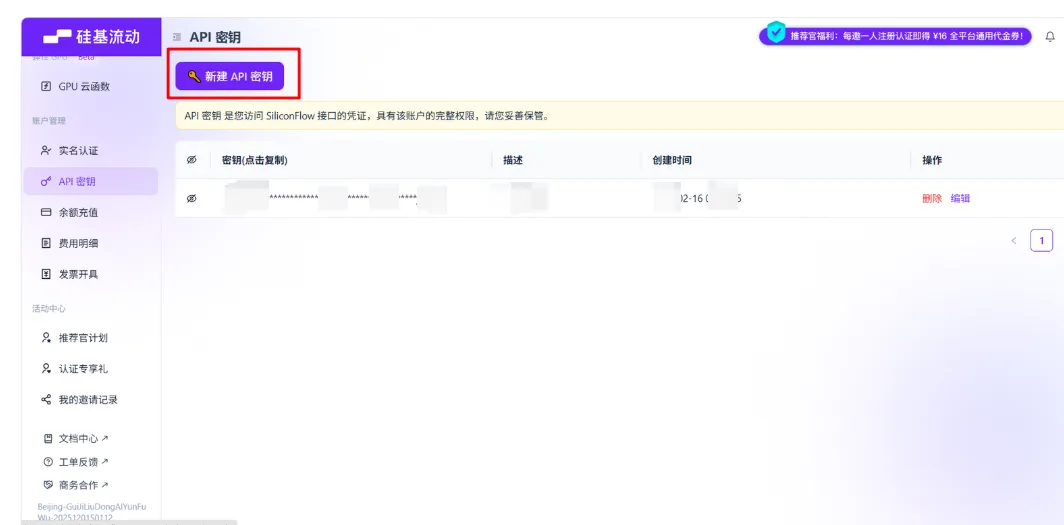 硅基流动
API 密钥
推荐官福利：每邀一人注册认证即得 ¥16 全平台通用代金券！
Beta
GPU 云函数
账户管理
实名认证
API 密钥
余额充值
费用明细
发票开具
活动中心
推荐官计划
认证专享礼
我的邀请记录
文档中心
工单反馈
商务合作
新建 API 密钥
API 密钥 是您访问 SiliconFlow 接口的凭证，具有该账户的完整权限，请您妥善保管。
密钥(点击复制) 描述 创建时间 操作
删除 编辑
1